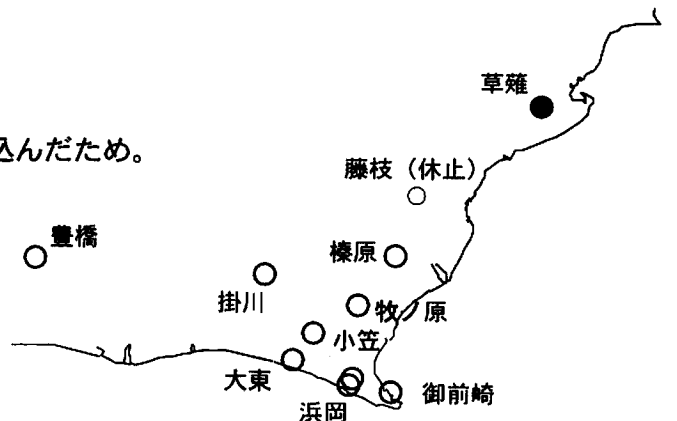 草薙
込んだため。
藤枝（休止）
豊橋
榛原
掛川
牧ノ原
小笠
大東
浜岡
御前崎